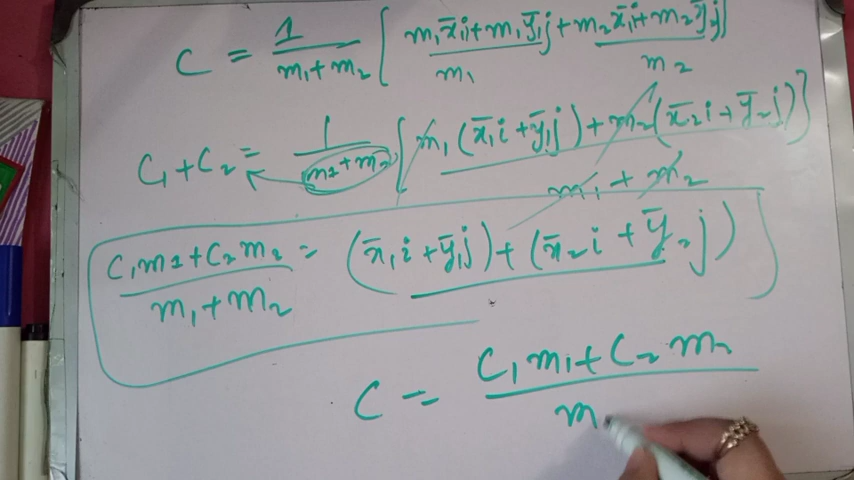 C = 1/(m₁+m₂) [ (m₁x̄₁i+m₁ȳ₁j)/m₁ + (m₂x̄₁i+m₂ȳ₂j)/m₂ ]
C₁+C₂ = 1/(m1+m₂) [ m₁(x̄₁i+ȳ₁j)+m₂(x̄₂i+ȳ₂j) / m₁+m₂ ]
(C₁m1+C₂m₂)/(m₁+m₂) = (x̄₁i+ȳ₁j)+(x̄₂i+ȳ₂j)
C = (C₁m₁+C₂m₂)/m